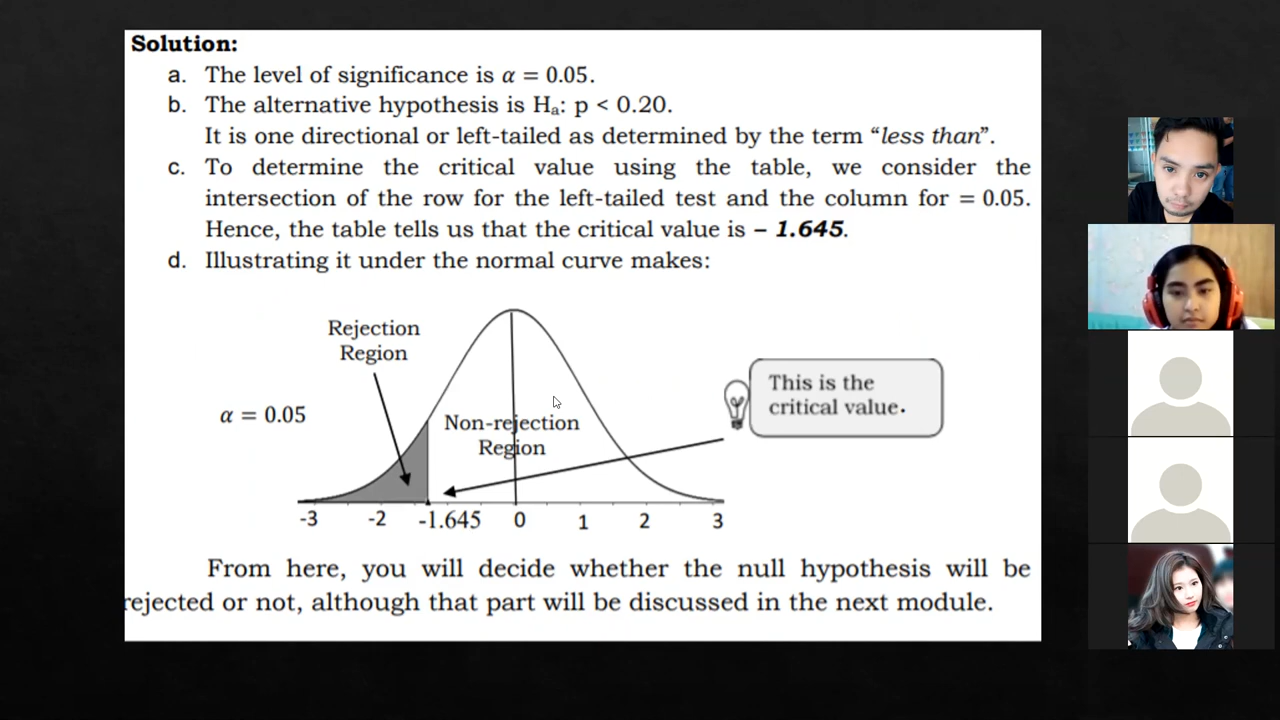 Solution:
a. The level of significance is α = 0.05.
b. The alternative hypothesis is Hₐ: p < 0.20.
It is one directional or left-tailed as determined by the term “less than”.
c. To determine the critical value using the table, we consider the
intersection of the row for the left-tailed test and the column for = 0.05.
Hence, the table tells us that the critical value is – 1.645.
d. Illustrating it under the normal curve makes:
Rejection
Region
α = 0.05
Non-rejection
Region
This is the
critical value.
-3 -2 -1.645 0 1 2 3
From here, you will decide whether the null hypothesis will be
rejected or not, although that part will be discussed in the next module.